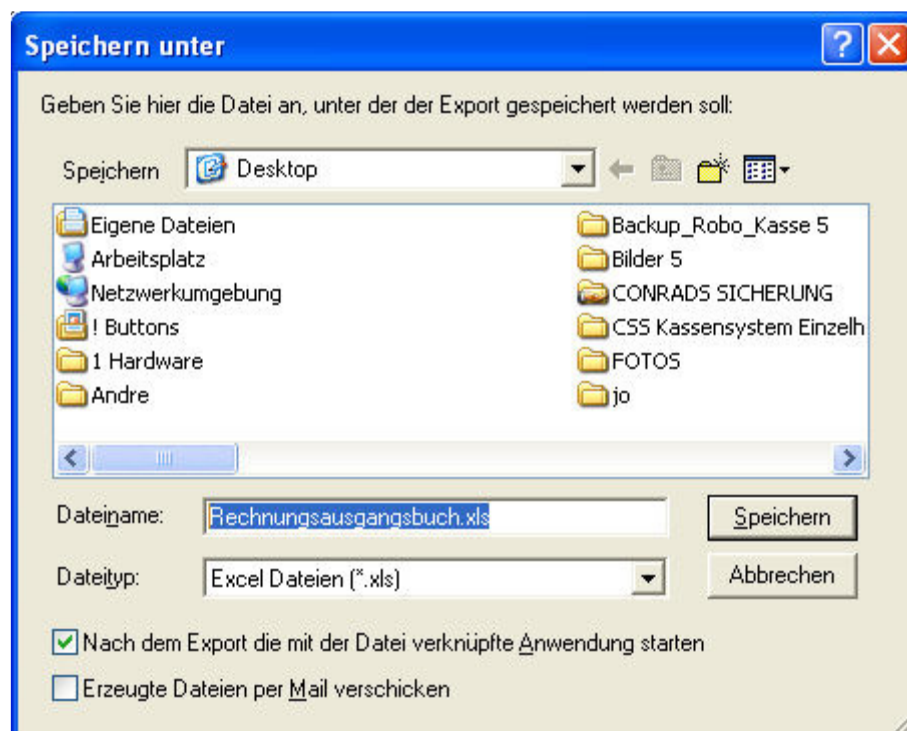 Speichern unter
Geben Sie hier die Datei an, unter der der Export gespeichert werden soll:
Speichern
Desktop
Eigene Dateien
Arbeitsplatz
Netzwerkumgebung
! Buttons
1 Hardware
Andre
Backup_Robo_Kasse 5
Bilder 5
CONRADS SICHERUNG
CSS Kassensystem Einzelh
FOTOS
jo
Dateiname:
Rechnungsausgangsbuch.xls
Speichern
Dateityp:
Excel Dateien (*.xls)
Abbrechen
Nach dem Export die mit der Datei verknüpfte Anwendung starten
Erzeugte Dateien per Mail verschicken